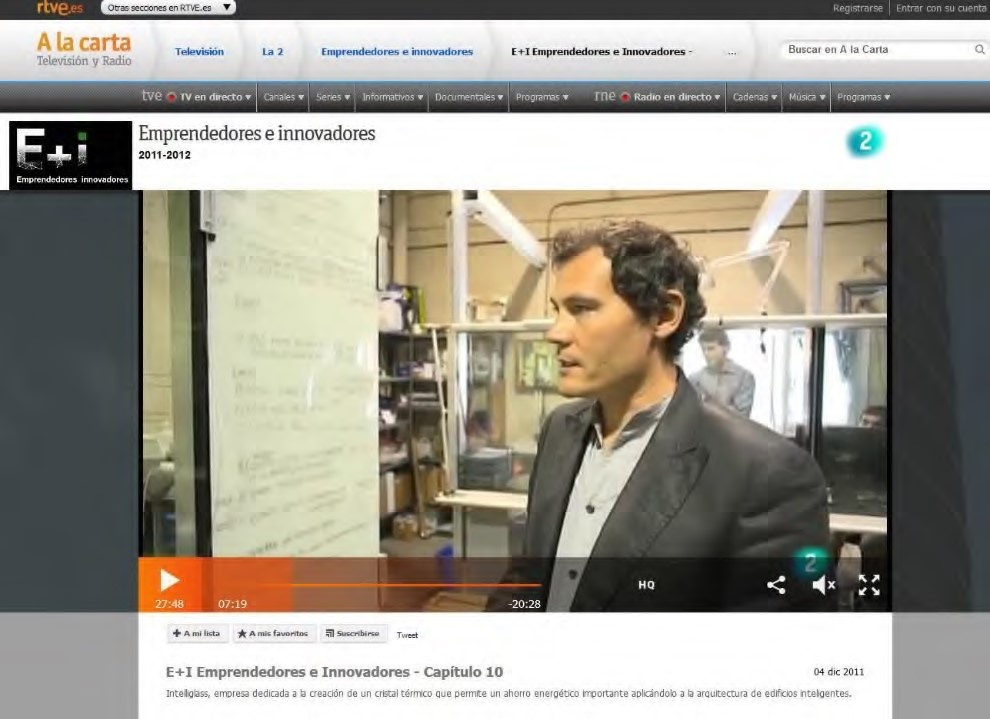 rtve.es Otras secciones en RTVE.es Registrarse Entrar con su cuenta
A la carta
Televisión y Radio
Televisión La 2 Emprendedores e innovadores E+I Emprendedores e Innovadores - ... Buscar en A la Carta
tve TV en directo Canales Series Informativos Documentales Programas rne Radio en directo Cadenas Música Programas
E+i
Emprendedores innovadores
Emprendedores e innovadores
2011-2012
2
2
HQ
27:48 07:19 -20:28
A mi lista A mis favoritos Suscribirse Tweet
E+I Emprendedores e Innovadores - Capítulo 10 04 dic 2011
Inteliglass, empresa dedicada a la creación de un cristal térmico que permite un ahorro energético importante aplicándolo a la arquitectura de edificios inteligentes.